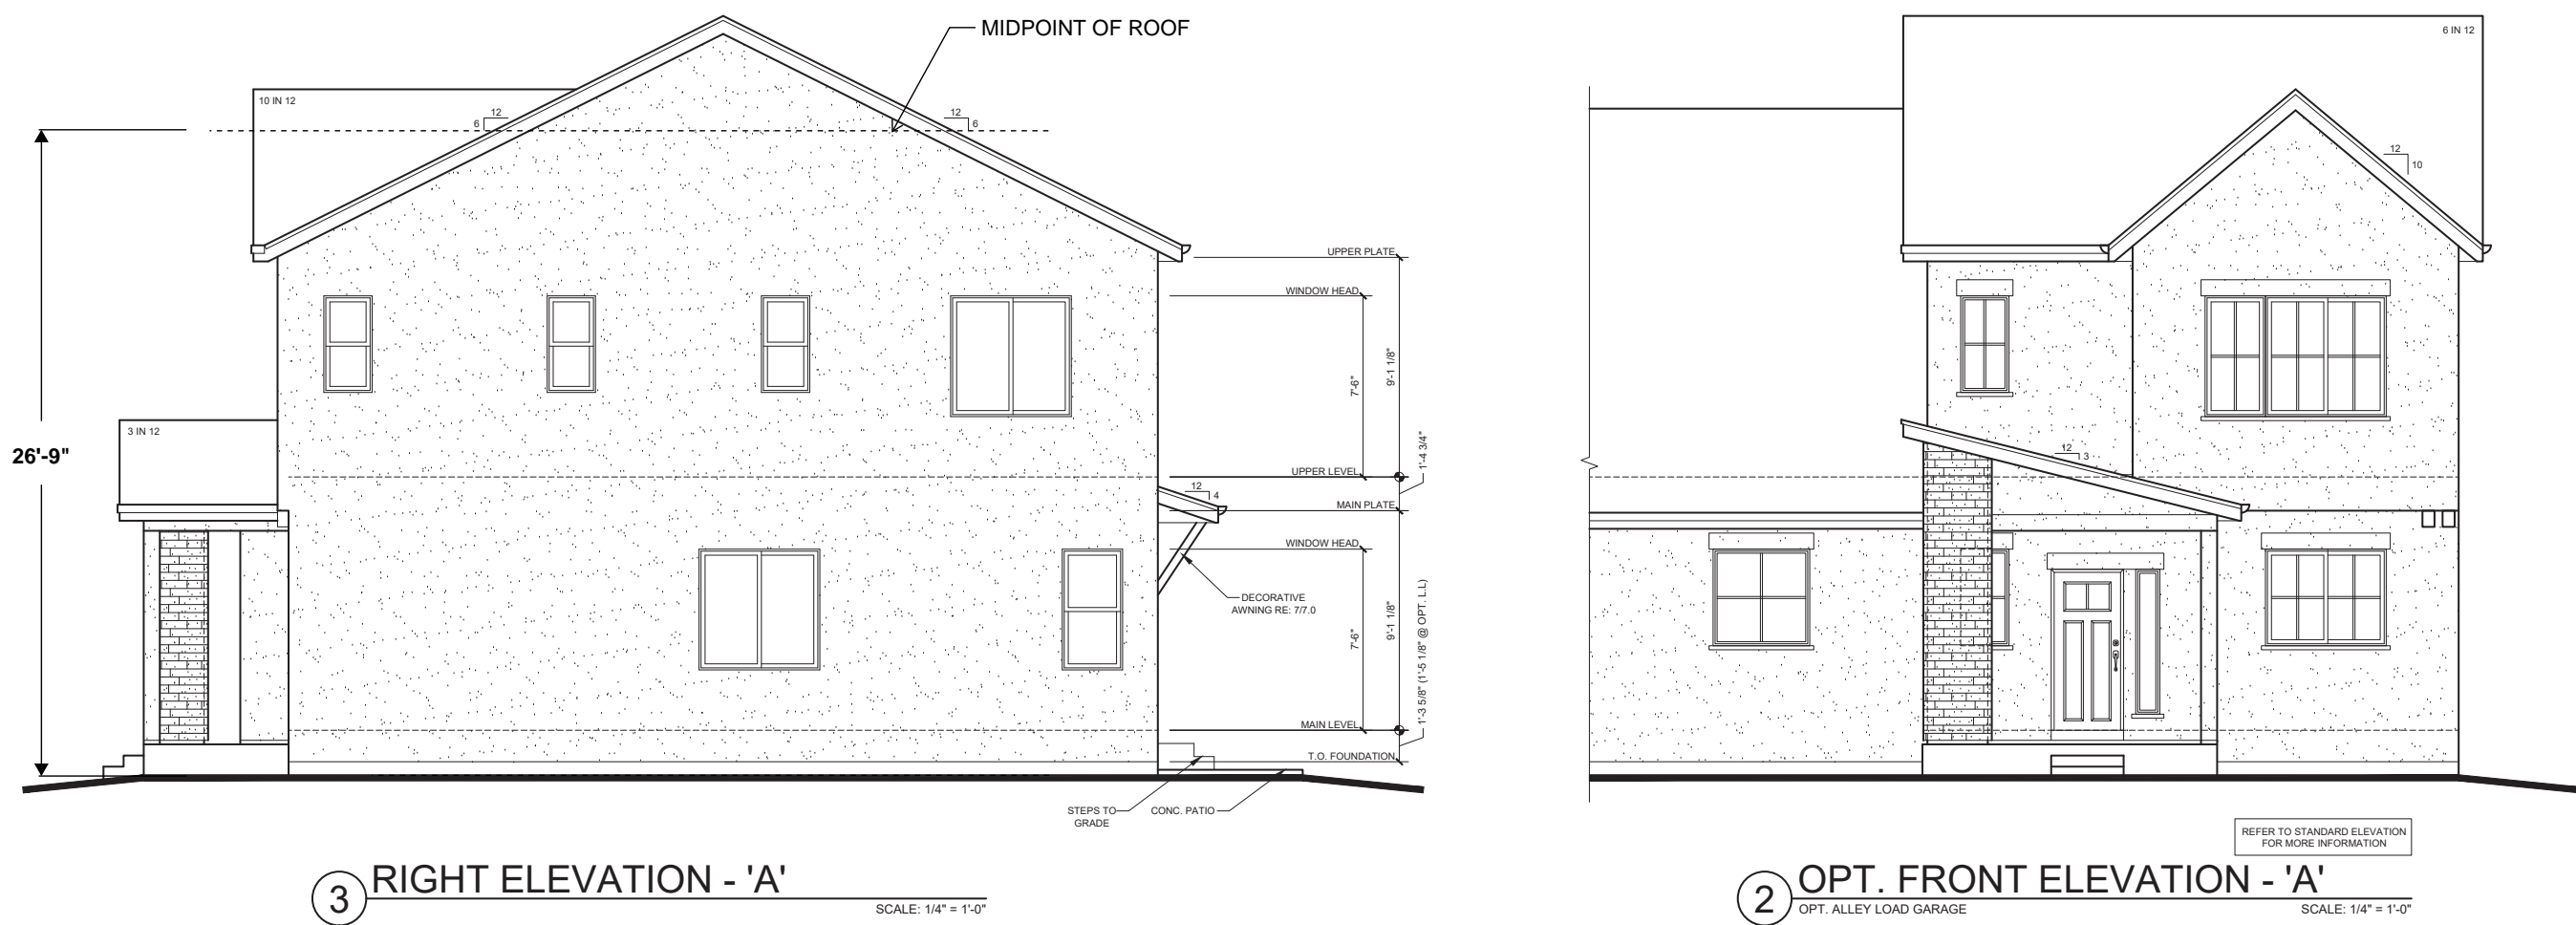 MIDPOINT OF ROOF
10 IN 12
12
6
12
6
26'-9"
3 IN 12
UPPER PLATE
WINDOW HEAD
7'-6"
9'-1 1/8"
1'-4 3/4"
UPPER LEVEL
12
4
MAIN PLATE
WINDOW HEAD
DECORATIVE
AWNING RE: 7/7.0
7'-6"
9'-1 1/8"
1'-3 5/8" (1'-5 1/8" @ OPT. L.L)
MAIN LEVEL
T.O. FOUNDATION
STEPS TO
GRADE
CONC. PATIO
3
RIGHT ELEVATION - 'A'
SCALE: 1/4" = 1'-0"
6 IN 12
12
10
12
3
REFER TO STANDARD ELEVATION
FOR MORE INFORMATION
2
OPT. FRONT ELEVATION - 'A'
OPT. ALLEY LOAD GARAGE
SCALE: 1/4" = 1'-0"